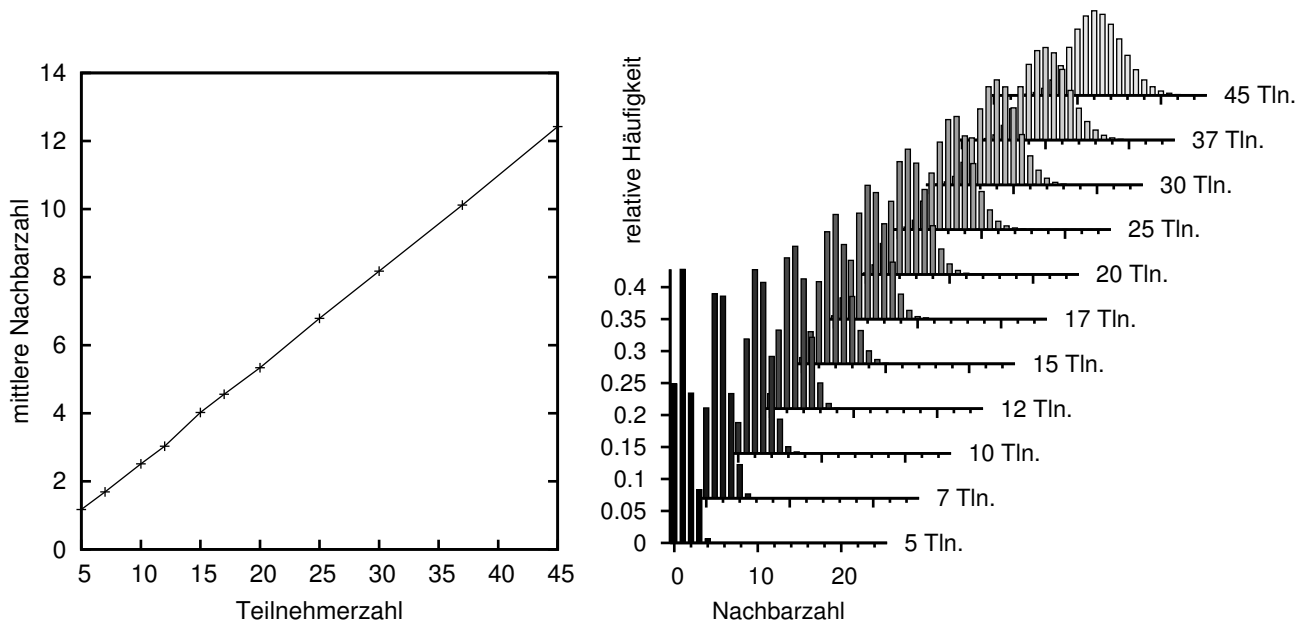 14
12
10
8
6
4
2
0
mittlere Nachbarzahl
5 10 15 20 25 30 35 40 45
Teilnehmerzahl
relative Häufigkeit
0.4
0.35
0.3
0.25
0.2
0.15
0.1
0.05
0
0 10 20
Nachbarzahl
45 Tln.
37 Tln.
30 Tln.
25 Tln.
20 Tln.
17 Tln.
15 Tln.
12 Tln.
10 Tln.
7 Tln.
5 Tln.